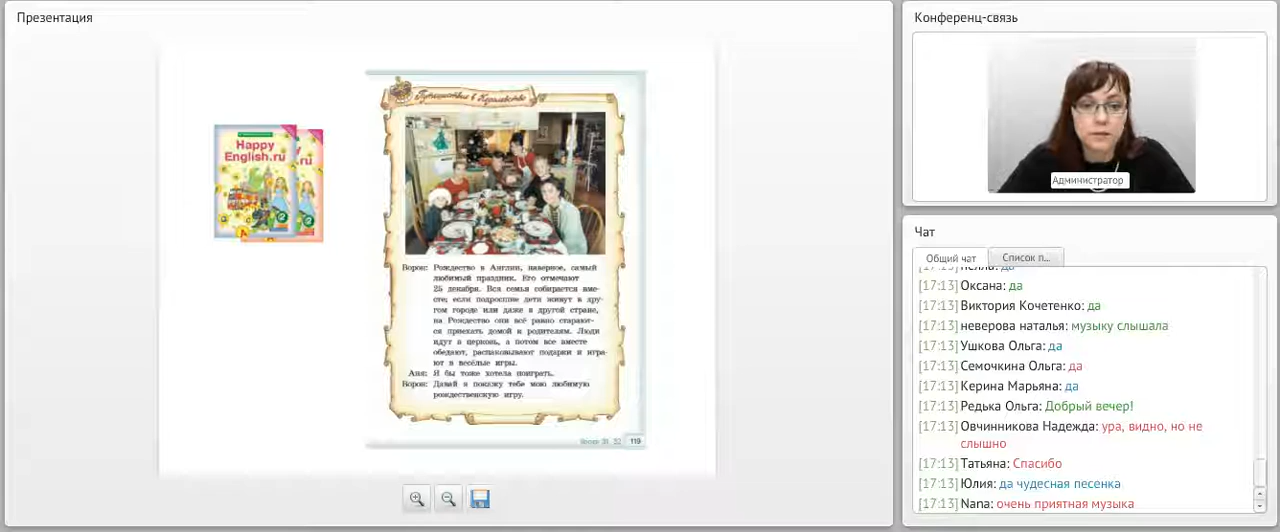 Презентация
Happy
English.ru
Путешествие в Королевство
Ворон: Рождество в Англии, наверное, самый
любимый праздник. Его отмечают
25 декабря. Вся семья собирается вме-
сте; если подросшие дети живут в дру-
гом городе или даже в другой стране,
на Рождество они всё равно старают-
ся приехать домой к родителям. Люди
идут в церковь, а потом все вместе
обедают, распаковывают подарки и игра-
ют в весёлые игры.
Аня: Я бы тоже хотела поиграть.
Ворон: Давай я покажу тебе мою любимую
рождественскую игру.
119
Конференц-связь
Администратор
Чат
Общий чат
Список п...
[17:13] Оксана: да
[17:13] Виктория Кочетенко: да
[17:13] неверова наталья: музыку слышала
[17:13] Ушкова Ольга: да
[17:13] Семочкина Ольга: да
[17:13] Керина Марьяна: да
[17:13] Редька Ольга: Добрый вечер!
[17:13] Овчинникова Надежда: ура, видно, но не
слышно
[17:13] Татьяна: Спасибо
[17:13] Юлия: да чудесная песенка
[17:13] Nana: очень приятная музыка